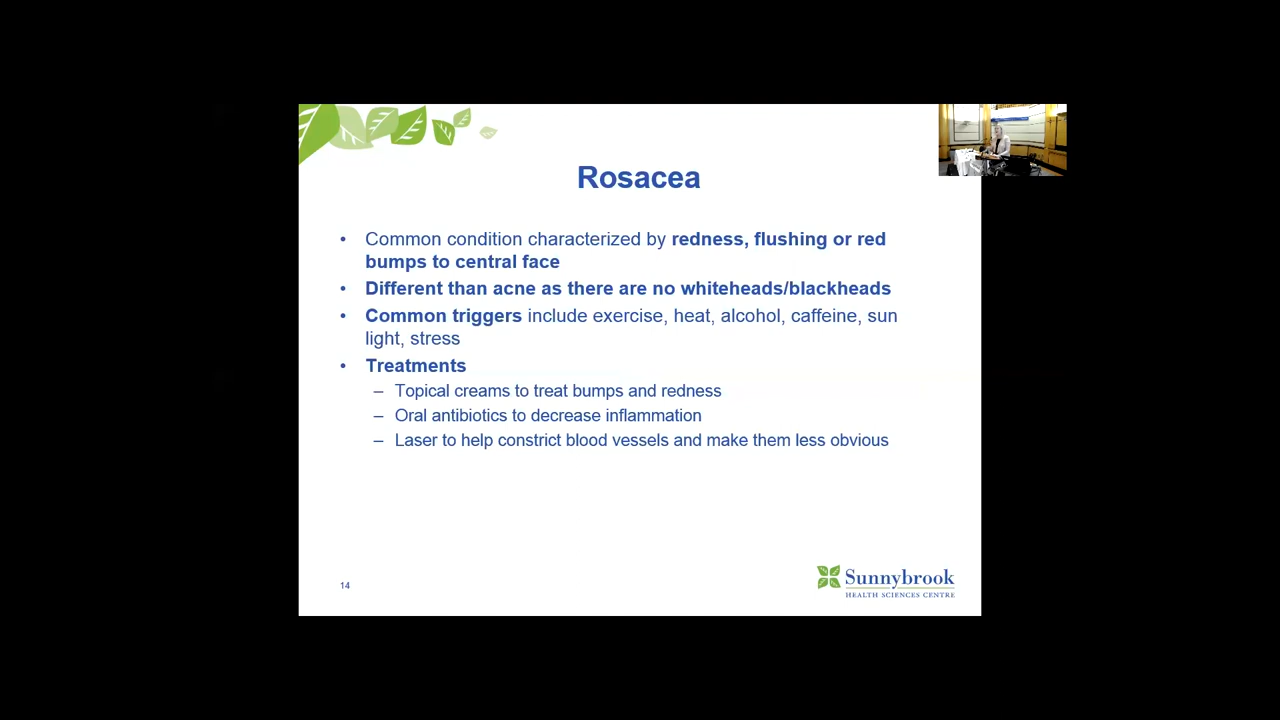 Rosacea
• Common condition characterized by redness, flushing or red
bumps to central face
• Different than acne as there are no whiteheads/blackheads
• Common triggers include exercise, heat, alcohol, caffeine, sun
light, stress
• Treatments
– Topical creams to treat bumps and redness
– Oral antibiotics to decrease inflammation
– Laser to help constrict blood vessels and make them less obvious
14
Sunnybrook
HEALTH SCIENCES CENTRE